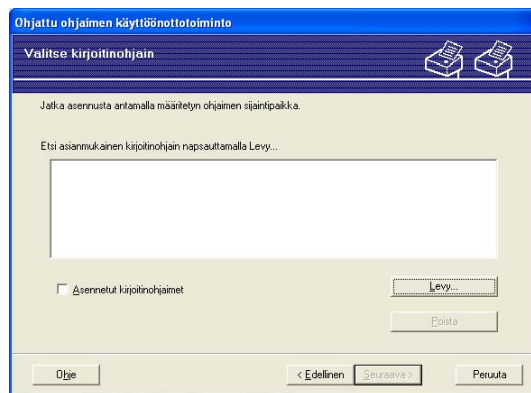 Ohjattu ohjaimen käyttöönottotoiminto
Valitse kirjoitinohjain
Jatka asennusta antamalla määritetyn ohjaimen sijaintipaikka.
Etsi asianmukainen kirjoitinohjain napsauttamalla Levy...
Asennetut kirjoitinohjaimet
Levy...
Poista
Ohje
< Edellinen
Seuraava >
Peruuta